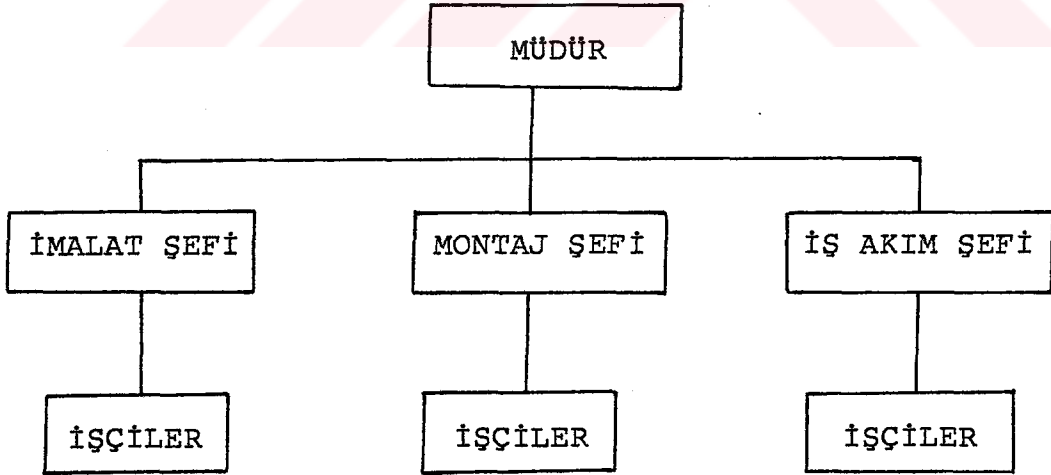 MÜDÜR
İMALAT ŞEFİ
MONTAJ ŞEFİ
İŞ AKIM ŞEFİ
İŞÇİLER
İŞÇİLER
İŞÇİLER